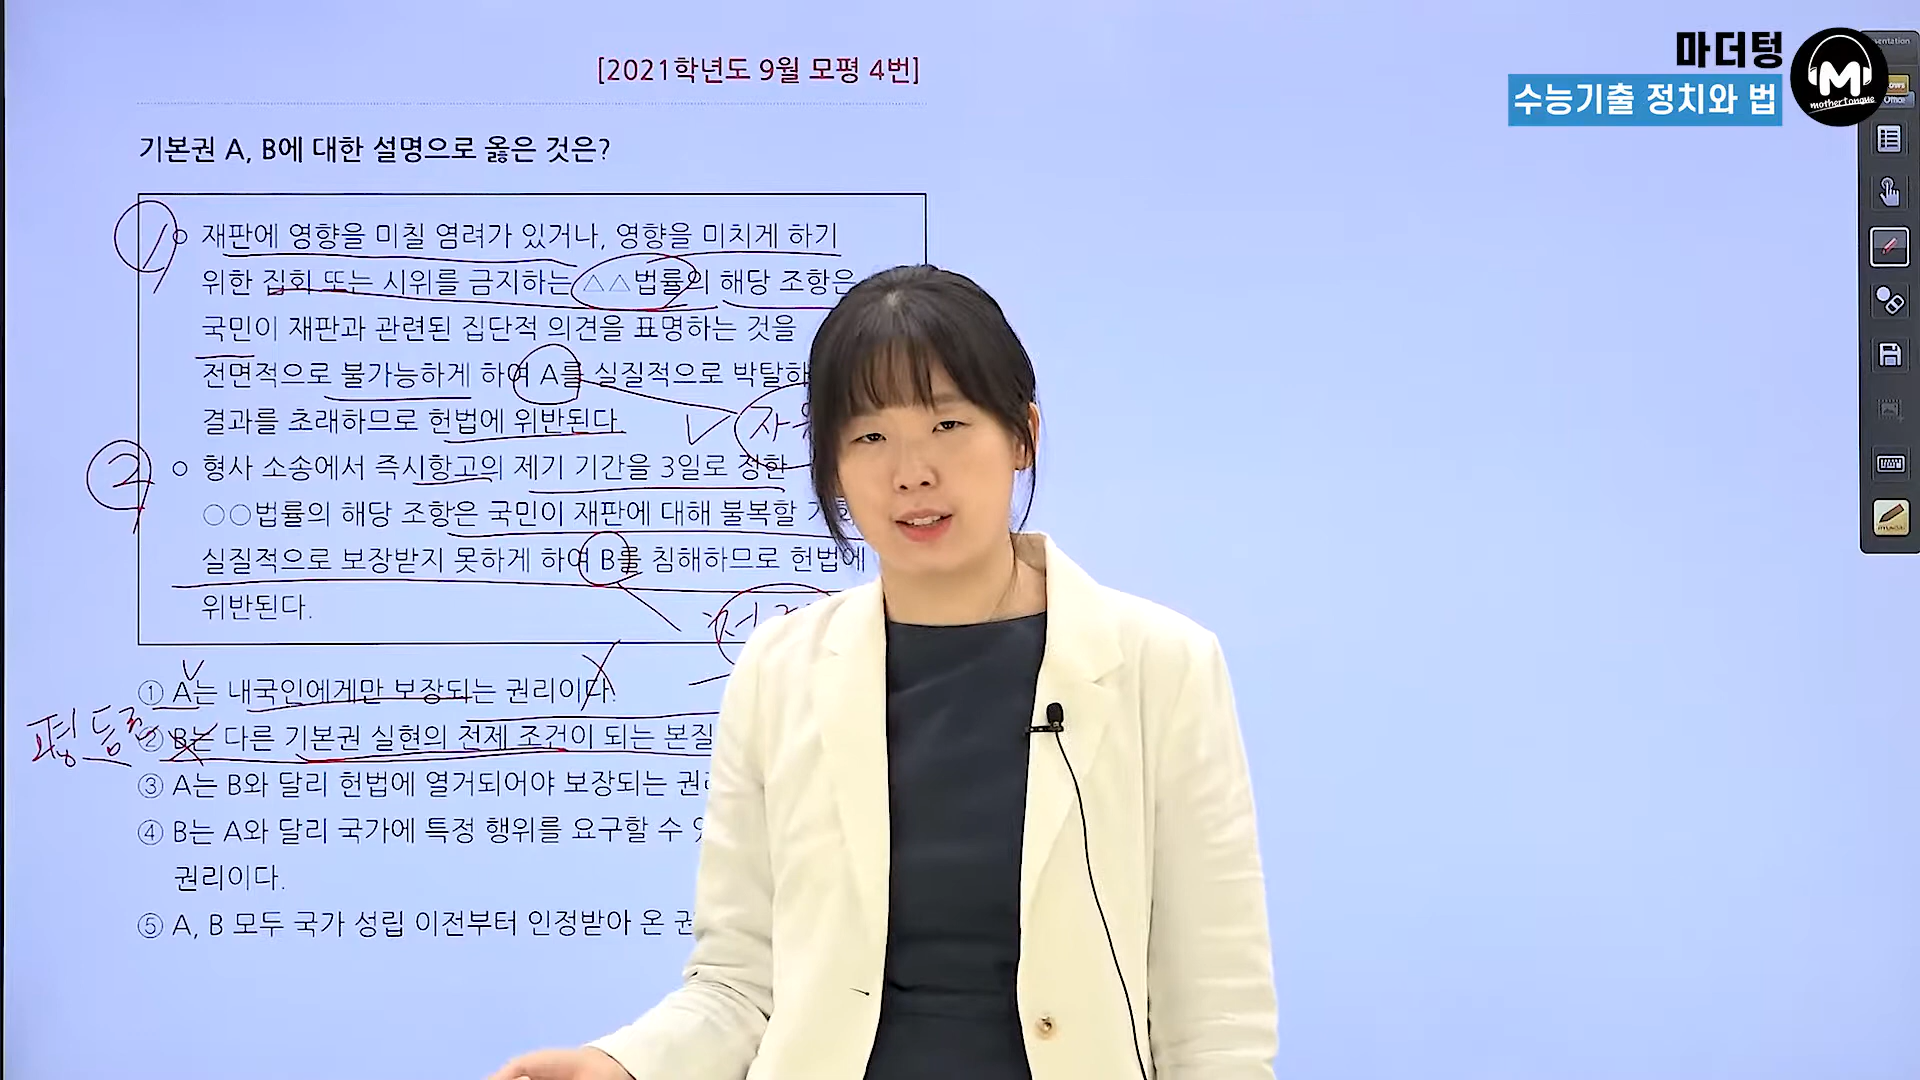 [2021학년도 9월 모평 4번]
마더텅
수능기출 정치와 법
M
mothertongue
기본권 A, B에 대한 설명으로 옳은 것은?
1)
○ 재판에 영향을 미칠 염려가 있거나, 영향을 미치게 하기
위한 집회 또는 시위를 금지하는 △△법률의 해당 조항은
국민이 재판과 관련된 집단적 의견을 표명하는 것을
전면적으로 불가능하게 하여 A를 실질적으로 박탈하
결과를 초래하므로 헌법에 위반된다.
자
2)
○ 형사 소송에서 즉시항고의 제기 기간을 3일로 정한
○○법률의 해당 조항은 국민이 재판에 대해 불복할
실질적으로 보장받지 못하게 하여 B를 침해하므로 헌법에
위반된다.
① A는 내국인에게만 보장되는 권리이다.
평등권
② B는 다른 기본권 실현의 전제 조건이 되는 본질
③ A는 B와 달리 헌법에 열거되어야 보장되는
④ B는 A와 달리 국가에 특정 행위를 요구할 수
권리이다.
⑤ A, B 모두 국가 성립 이전부터 인정받아 온